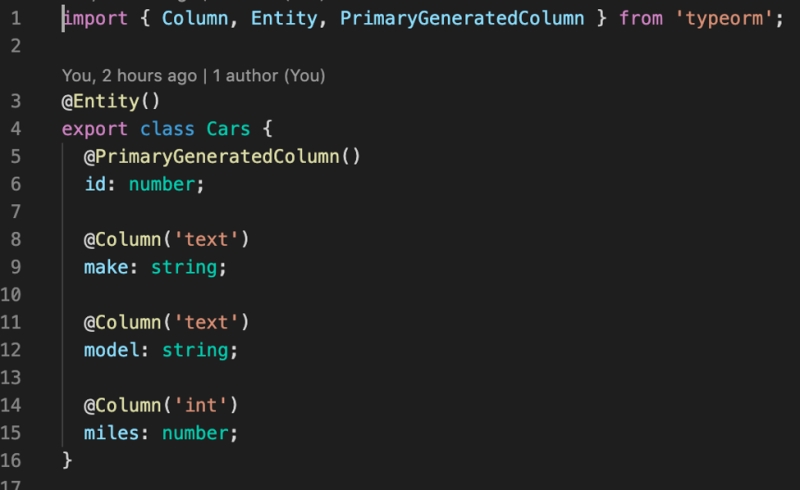 1 import { Column, Entity, PrimaryGeneratedColumn } from 'typeorm';
2
You, 2 hours ago | 1 author (You)
3 @Entity()
4 export class Cars {
5 @PrimaryGeneratedColumn()
6 id: number;
7
8 @Column('text')
9 make: string;
10
11 @Column('text')
12 model: string;
13
14 @Column('int')
15 miles: number;
16 }
17